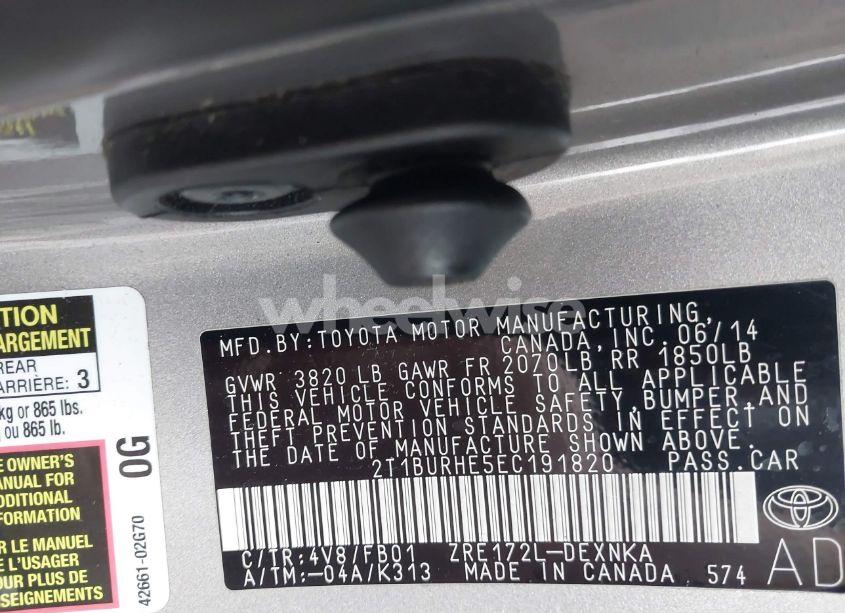 TION
ARGEMENT
REAR
ARRIÈRE: 3
kg or 865 lbs.
ou 865 lb.
E OWNER'S
ANUAL FOR
DDITIONAL
FORMATION
R LE MANUEL
L'USAGER
OUR PLUS DE
SEIGNEMENTS
42661-02G70
0G
wheelwise
MFD.BY:TOYOTA MOTOR MANUFACTURING,
CANADA, INC. 06/14
GVWR 3820 LB GAWR FR 2070LB RR 1850LB
THIS VEHICLE CONFORMS TO ALL APPLICABLE
FEDERAL MOTOR VEHICLE SAFETY, BUMPER, AND
THEFT PREVENTION STANDARDS IN EFFECT ON
THE DATE OF MANUFACTURE SHOWN ABOVE.
2T1BURHE5EC191820 PASS.CAR
C/TR:4V8/FB01 ZRE172L-DEXNKA
A/TM:-04A/K313 MADE IN CANADA 574
AD